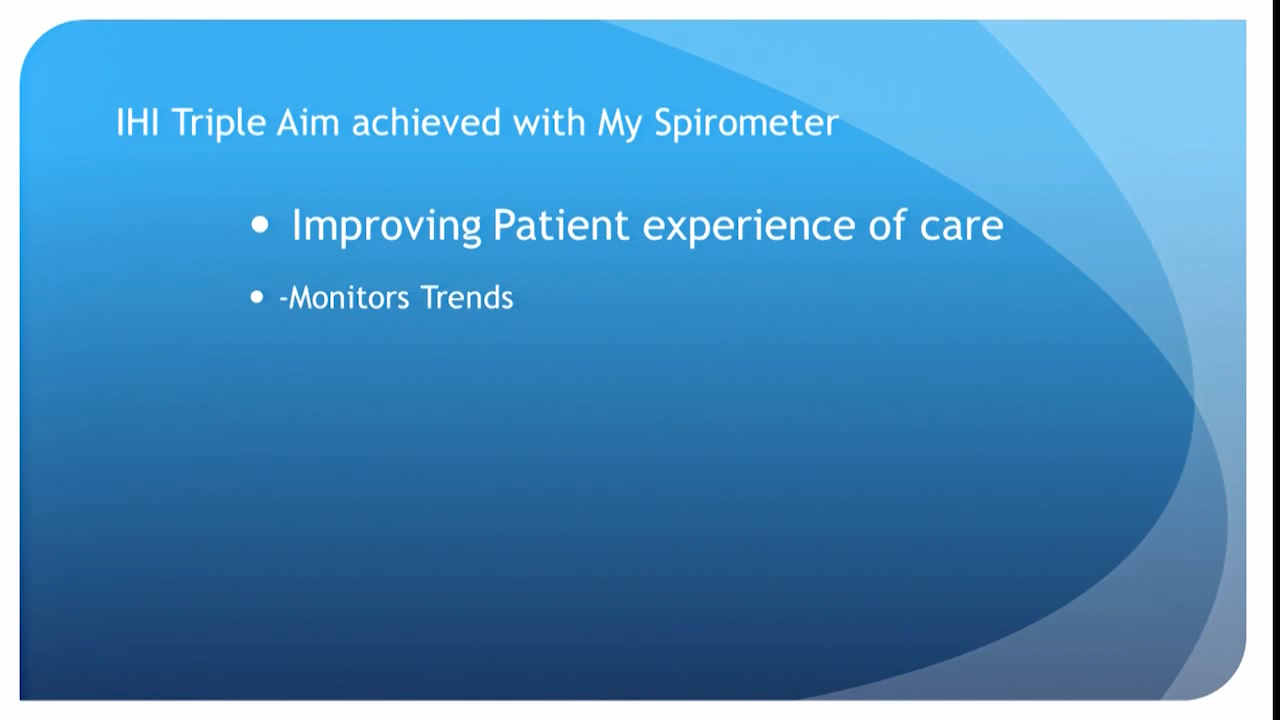 IHI Triple Aim achieved with My Spirometer
• Improving Patient experience of care
• -Monitors Trends